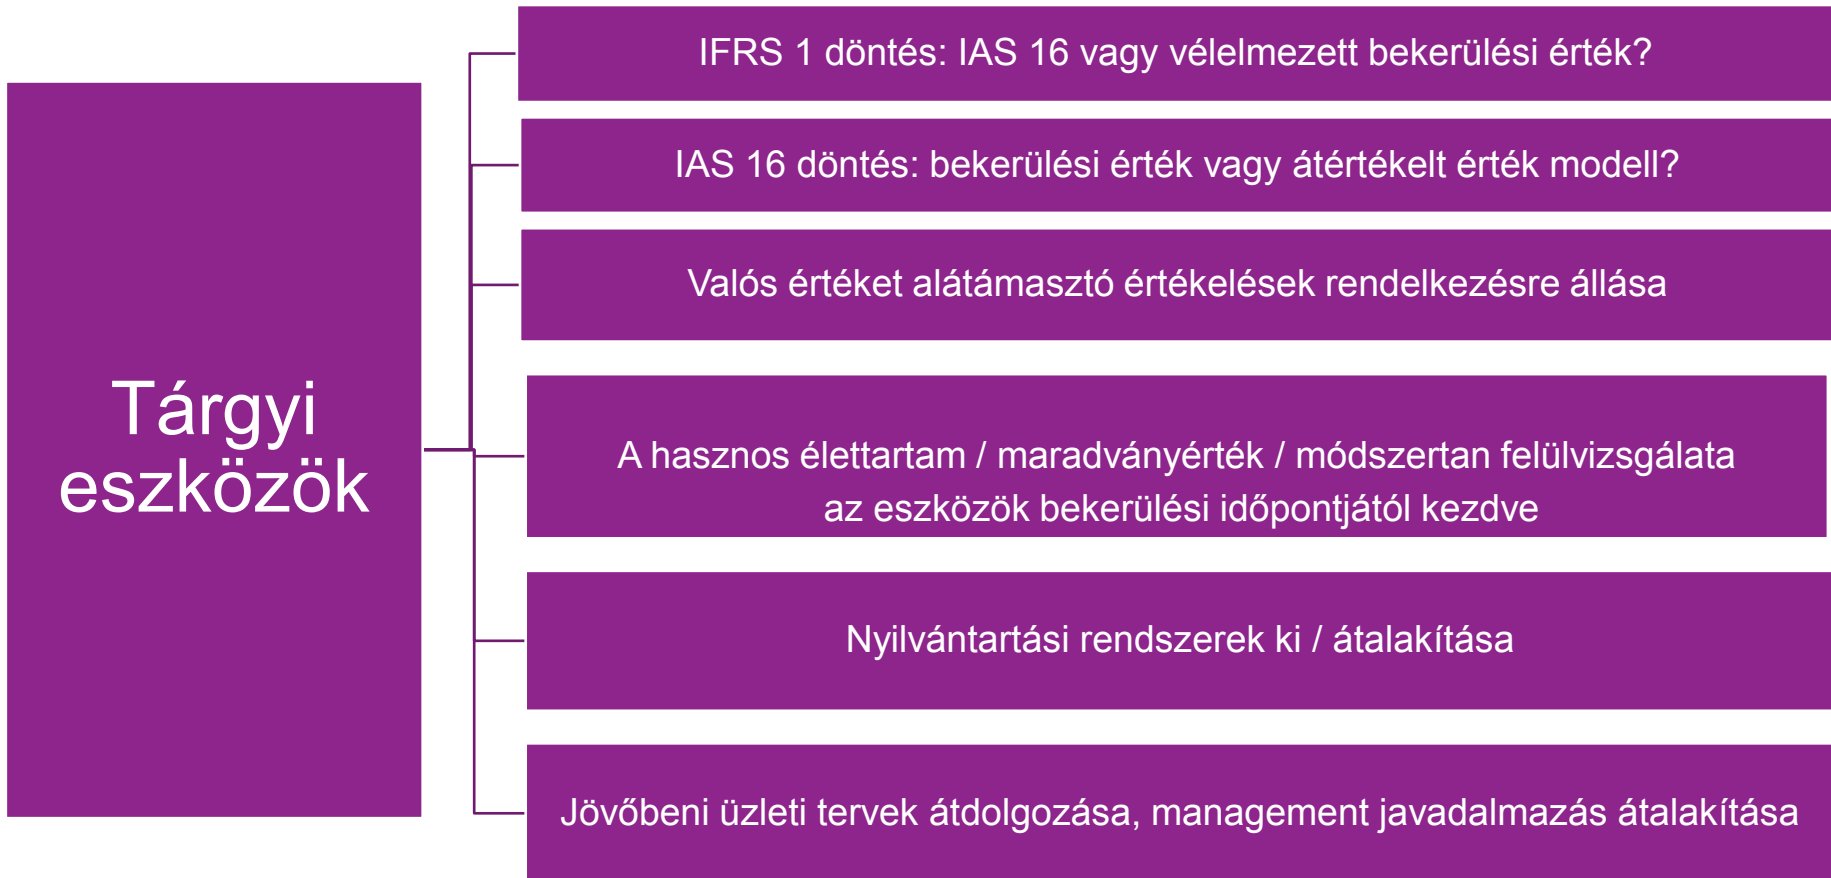 Tárgyi
eszközök
IFRS 1 döntés: IAS 16 vagy vélelmezett bekerülési érték?
IAS 16 döntés: bekerülési érték vagy átértékelt érték modell?
Valós értéket alátámasztó értékelések rendelkezésre állása
A hasznos élettartam / maradványérték / módszertan felülvizsgálata
az eszközök bekerülési időpontjától kezdve
Nyilvántartási rendszerek ki / átalakítása
Jövőbeni üzleti tervek átdolgozása, management javadalmazás átalakítása